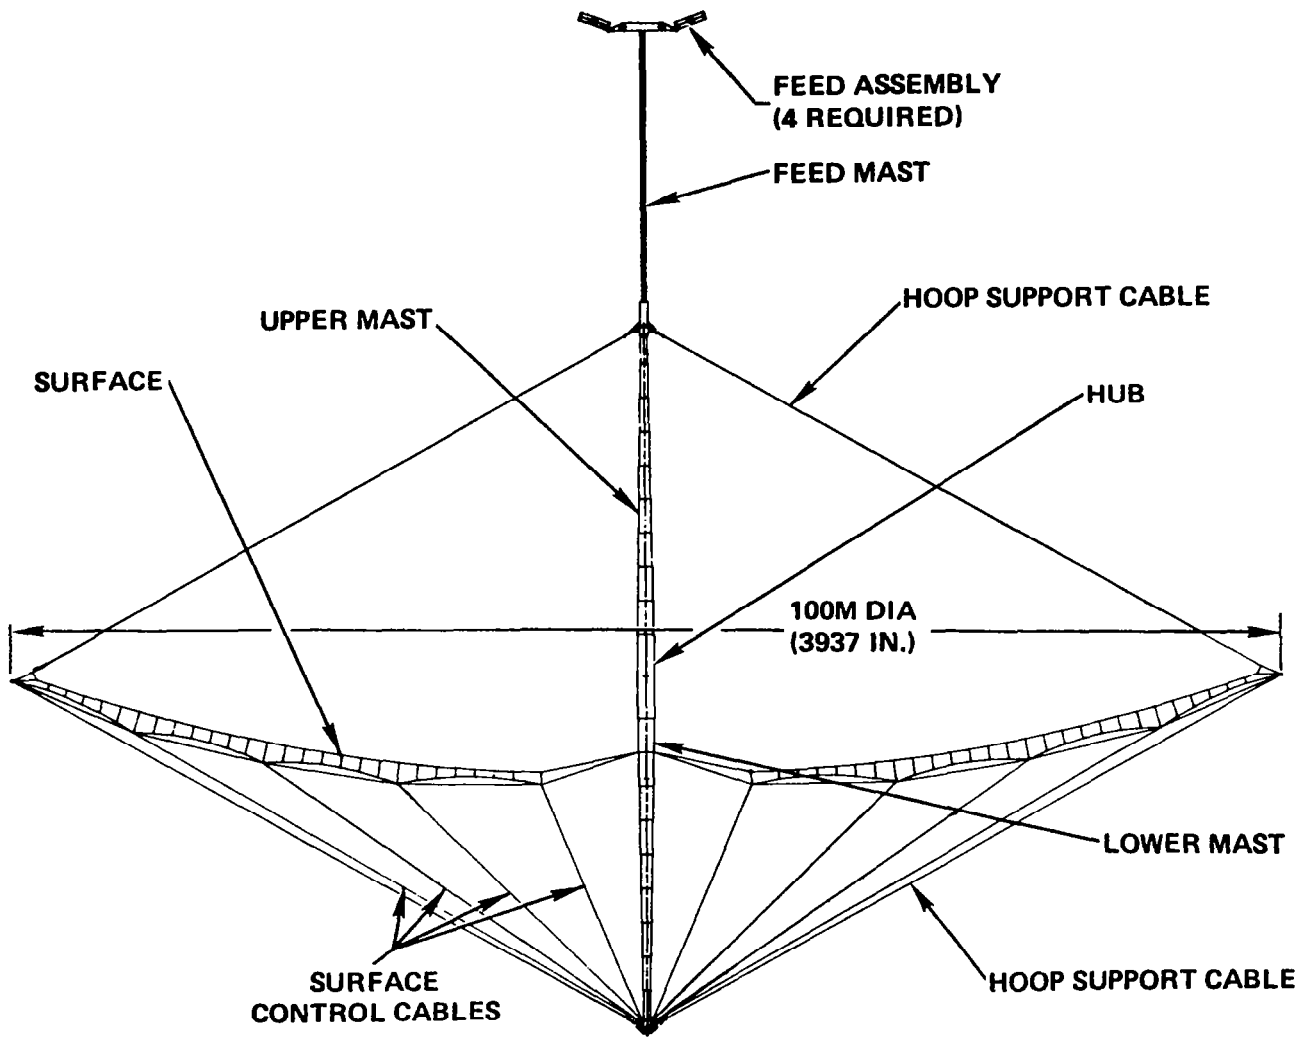 FEED ASSEMBLY
(4 REQUIRED)
FEED MAST
HOOP SUPPORT CABLE
UPPER MAST
SURFACE
HUB
100M DIA
(3937 IN.)
LOWER MAST
SURFACE
CONTROL CABLES
HOOP SUPPORT CABLE